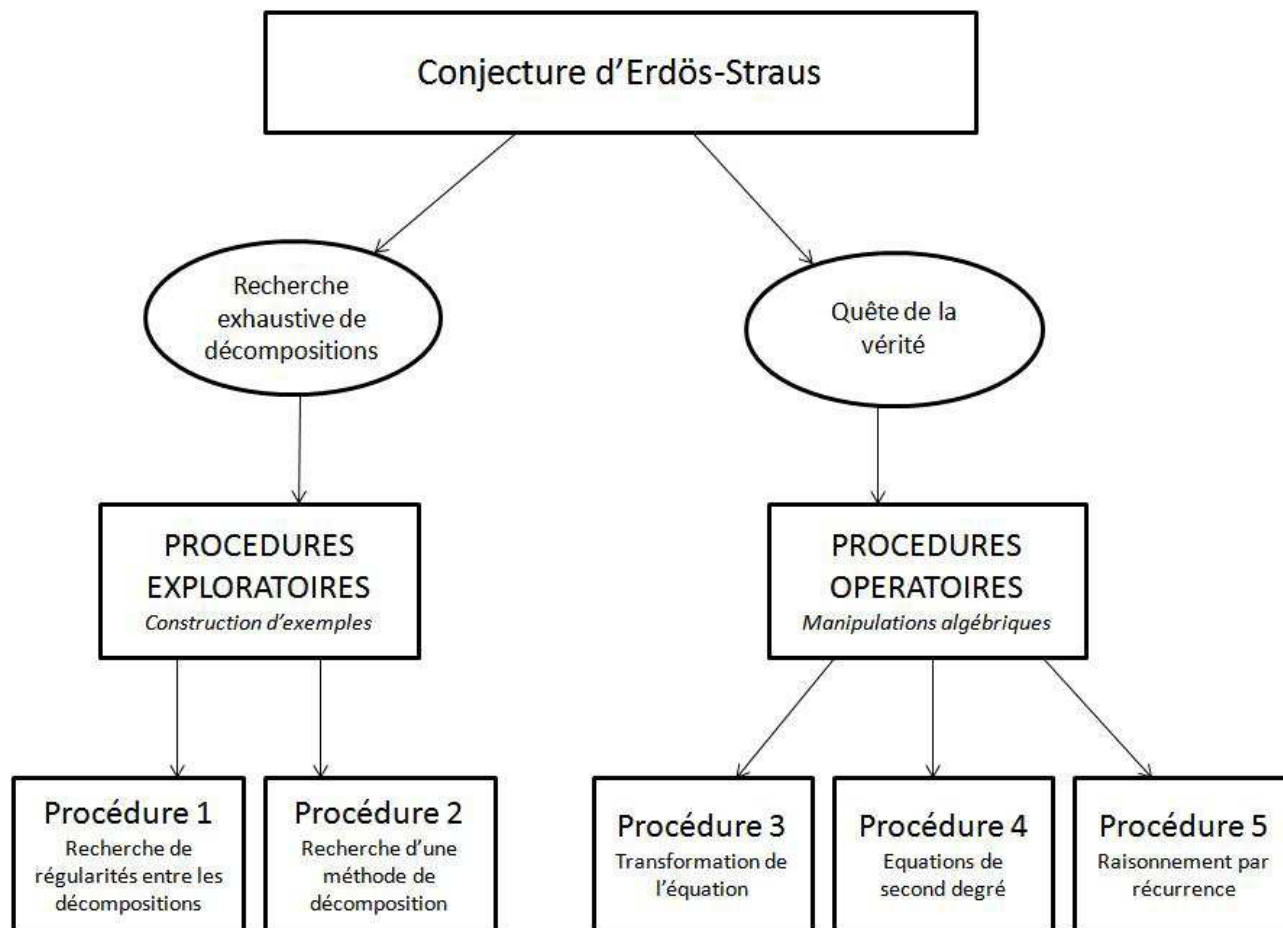 Conjecture d'Erdös-Straus
Recherche
exhaustive de
décompositions
Quête de la
vérité
PROCEDURES
EXPLORATOIRES
Construction d'exemples
PROCEDURES
OPERATOIRES
Manipulations algébriques
Procédure 1
Recherche de
régularités entre les
décompositions
Procédure 2
Recherche d'une
méthode de
décomposition
Procédure 3
Transformation de
l'équation
Procédure 4
Equations de
second degré
Procédure 5
Raisonnement par
récurrence